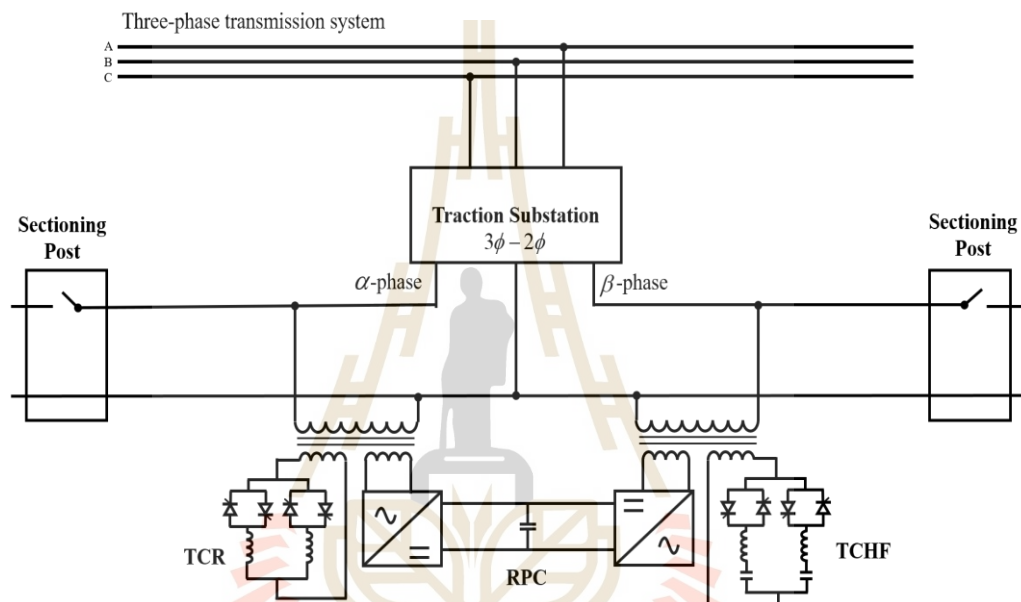 Three-phase transmission system
A
B
C
Traction Substation
3ϕ − 2ϕ
Sectioning
Post
Sectioning
Post
α-phase
β-phase
TCR
RPC
TCHF